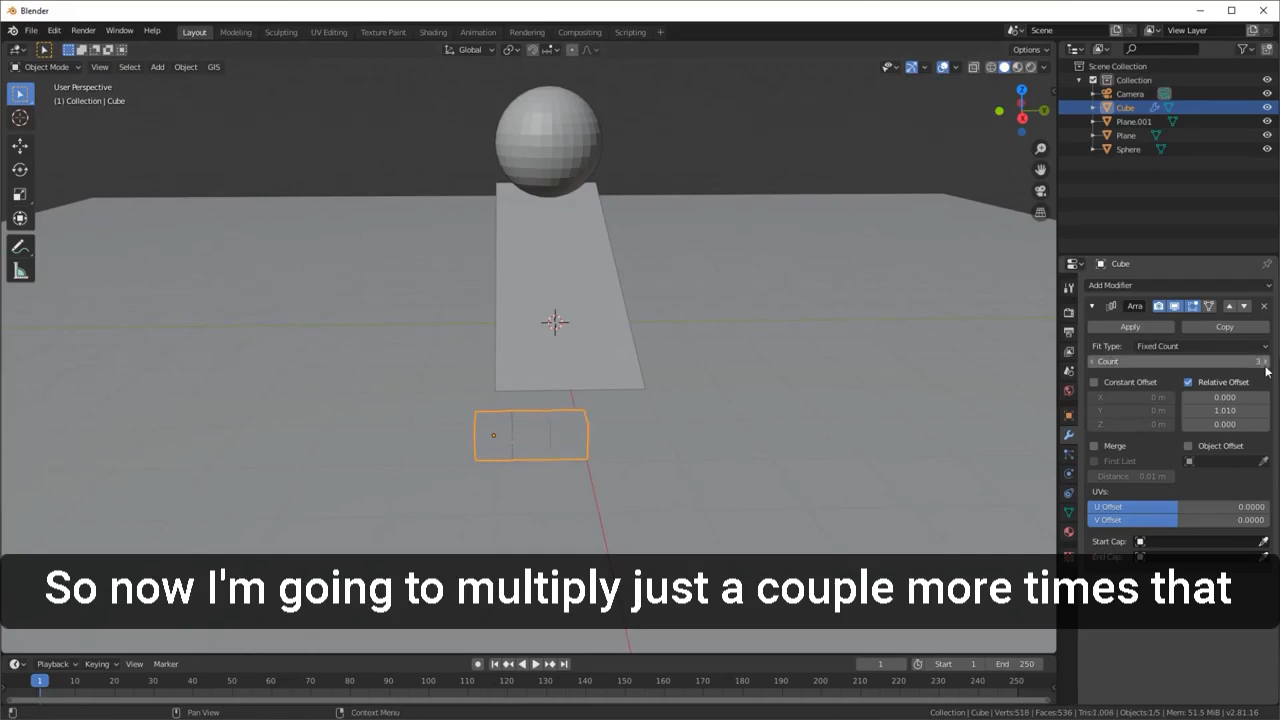 Blender
File Edit Render Window Help
Layout Modeling Sculpting UV Editing Texture Paint Shading Animation Rendering Compositing Scripting +
Scene View Layer
Global Options
Object Mode View Select Add Object GIS
User Perspective
(1) Collection | Cube
Scene Collection
Collection
Camera
Cube
Plane.001
Plane
Sphere
Cube
Add Modifier
Arra
Apply Copy
Fit Type: Fixed Count
Count 3
Constant Offset Relative Offset
X 0 m 0.000
Y 0 m 1.010
Z 0 m 0.000
Merge Object Offset
First Last
Distance 0.01 m
UVs:
U Offset 0.0000
V Offset 0.0000
Start Cap:
End Cap:
So now I'm going to multiply just a couple more times that
Playback Keying View Marker 1 Start 1 End 250
1 10 20 30 40 50 60 70 80 90 100 110 120 130 140 150 160 170 180 190 200 210 220 230 240 250
Pan View Context Menu Collection | Cube | Verts:518 | Faces:536 | Tris:1.006 | Objects:1/5 | Mem: 51.5 MiB | v2.81.16